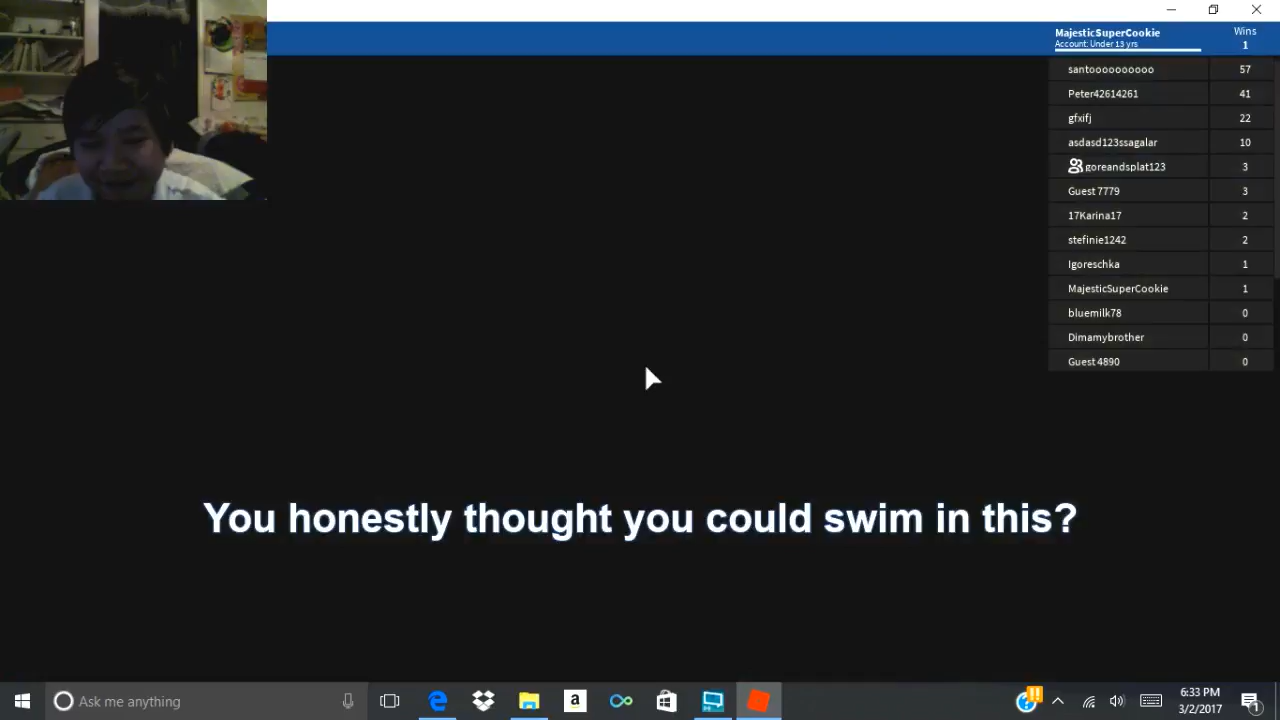 MajesticSuperCookie
Account: Under 13 yrs
Wins
1
santoooooooooo 57
Peter42614261 41
gfxifj 22
asdasd123ssagalar 10
goreandsplat123 3
Guest 7779 3
17Karina17 2
stefinie1242 2
Igoreschka 1
MajesticSuperCookie 1
bluemilk78 0
Dimamybrother 0
Guest 4890 0
You honestly thought you could swim in this?
Ask me anything
a
6:33 PM
3/2/2017
1